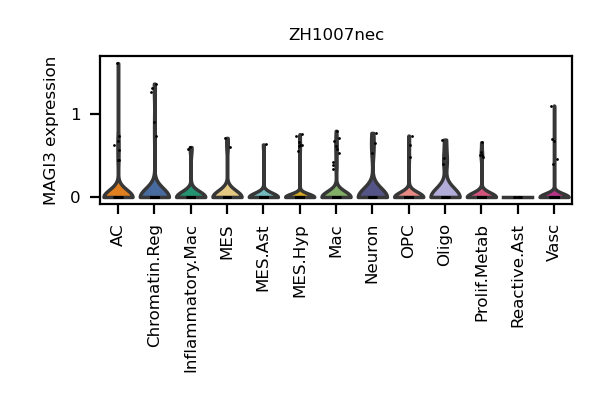 ZH1007nec
MAGI3 expression
1
0
AC
Chromatin.Reg
Inflammatory.Mac
MES
MES.Ast
MES.Hyp
Mac
Neuron
OPC
Oligo
Prolif.Metab
Reactive.Ast
Vasc